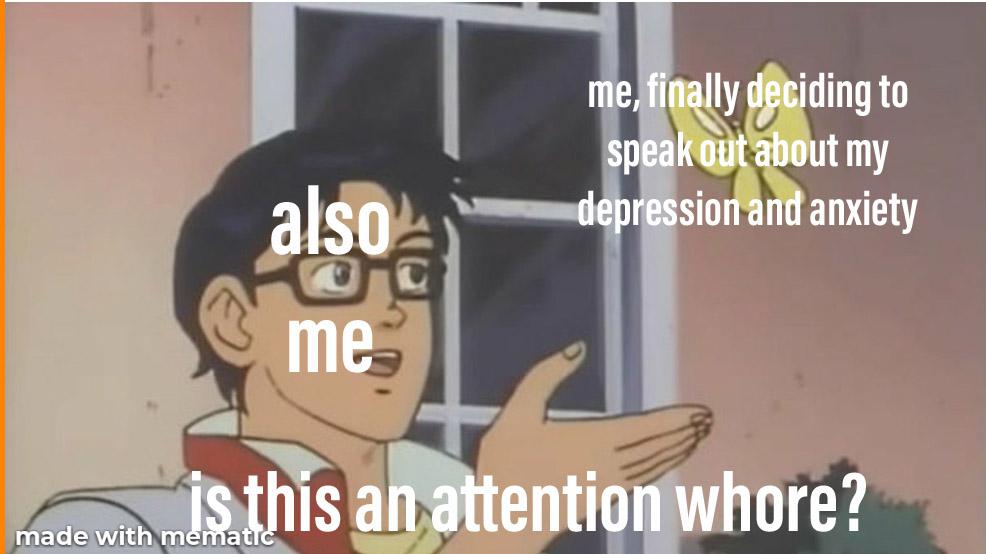 me, finally deciding to
speak out about my
depression and anxiety
also
me
is this an attention whore?
made with mematic